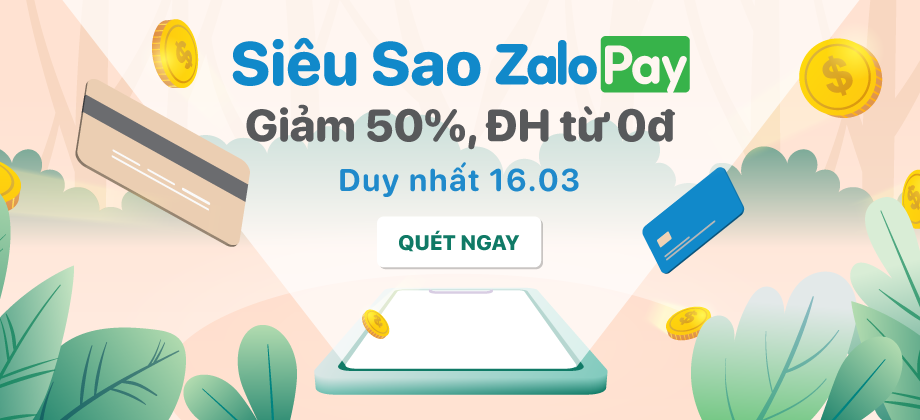 Siêu Sao ZaloPay
Giảm 50%, ĐH từ 0đ
Duy nhất 16.03
QUÉT NGAY